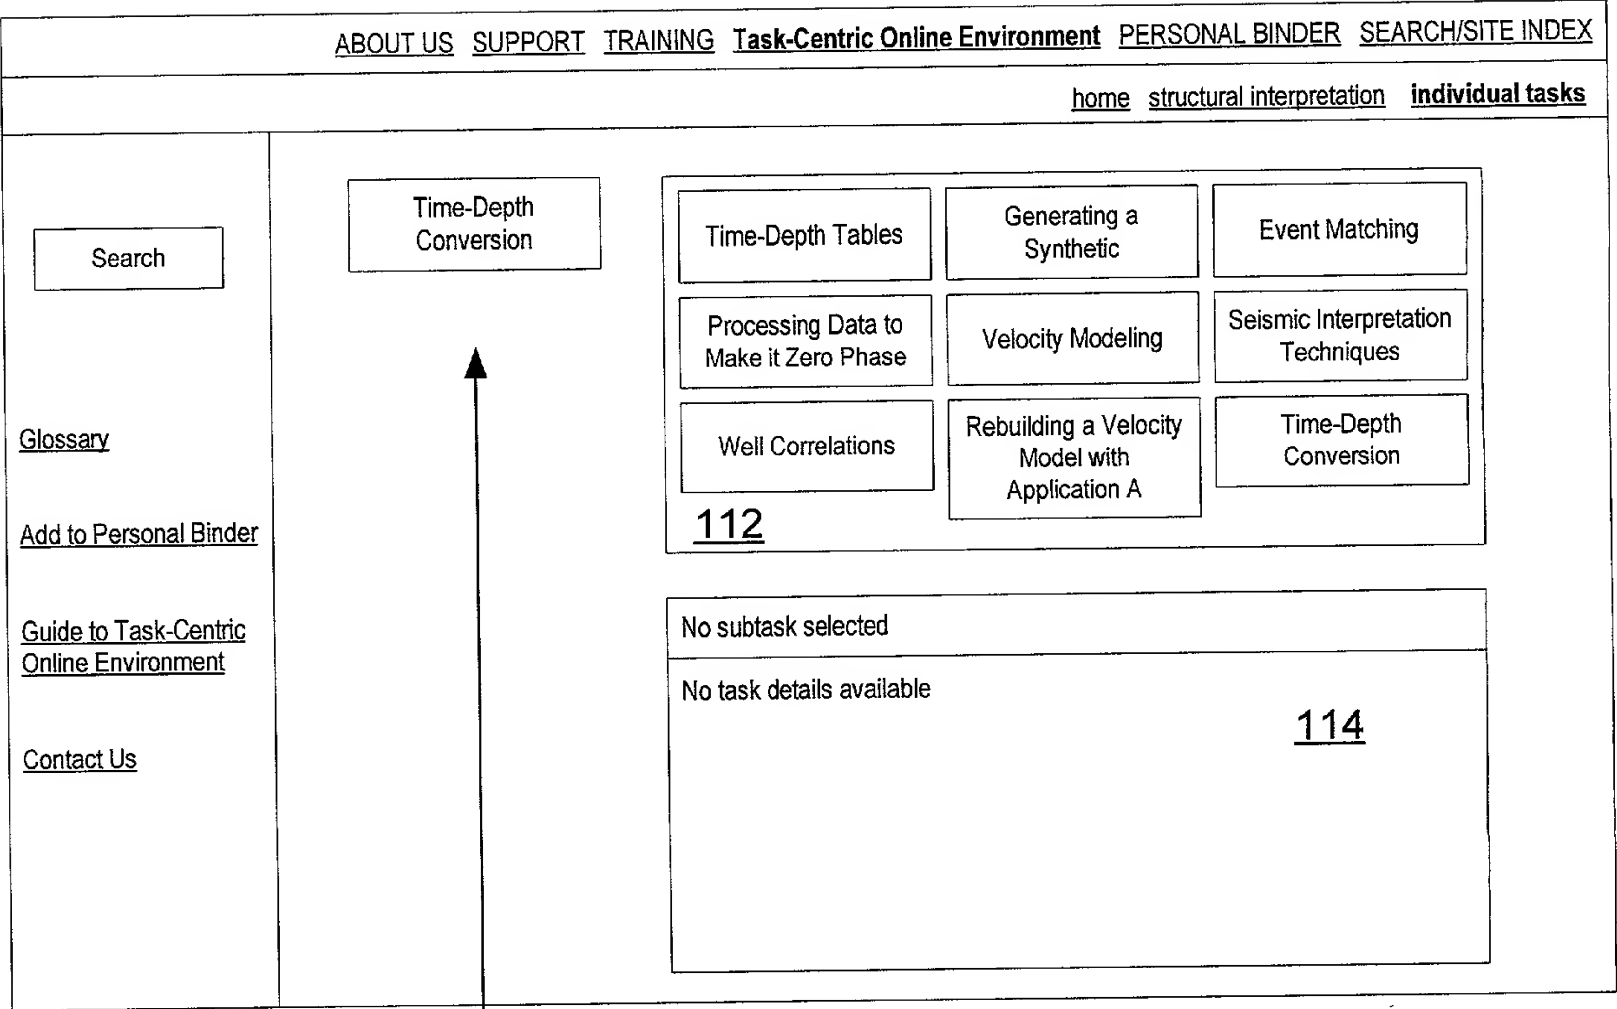 ABOUT US SUPPORT TRAINING Task-Centric Online Environment PERSONAL BINDER SEARCH/SITE INDEX
home structural interpretation individual tasks
Search
Glossary
Add to Personal Binder
Guide to Task-Centric
Online Environment
Contact Us
Time-Depth
Conversion
Time-Depth Tables
Generating a
Synthetic
Event Matching
Processing Data to
Make it Zero Phase
Velocity Modeling
Seismic Interpretation
Techniques
Well Correlations
Rebuilding a Velocity
Model with
Application A
Time-Depth
Conversion
112
No subtask selected
No task details available
114